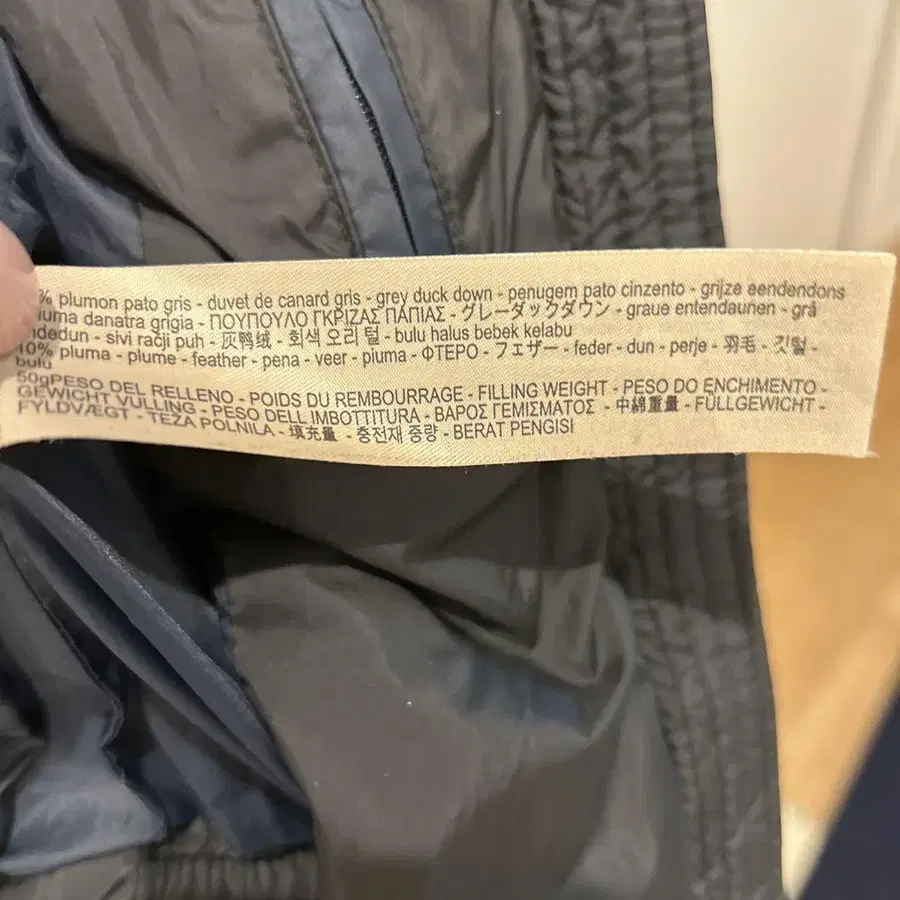 % plumon pato gris - duvet de canard gris - grey duck down - penugem pato cinzento - grijze eendendons
iuma danatra grigia - ΠΟΥΠΟΥΛΟ ΓΚΡΙΖΑΣ ΠΑΠΙΑΣ - グレーダックダウン - graue entendaunen - grå
ndedun - sivi račji puh - 灰鸭绒 - 회색 오리 털 - bulu halus bebek kelabu
10% pluma - plume - feather - pena - veer - piuma - ΦΤΕΡΟ - フェザー - feder - dun - perje - 羽毛 - 깃털 -
bulu
50gPESO DEL RELLENO - POIDS DU REMBOURRAGE - FILLING WEIGHT - PESO DO ENCHIMENTO -
GEWICHT VULLING - PESO DELL IMBOTTITURA - ΒΑΡΟΣ ΓΕΜΙΣΜΑΤΟΣ - 中綿重量 - FÜLLGEWICHT -
FYLDVÆGT - TEZA POLNILA - 填充量 - 충전재 중량 - BERAT PENGISI